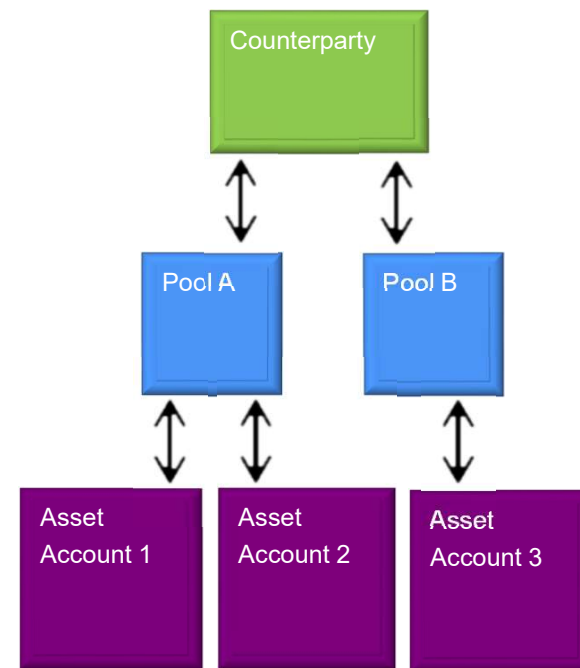 Counterparty
Pool A
Pool B
Asset
Account 1
Asset
Account 2
Asset
Account 3